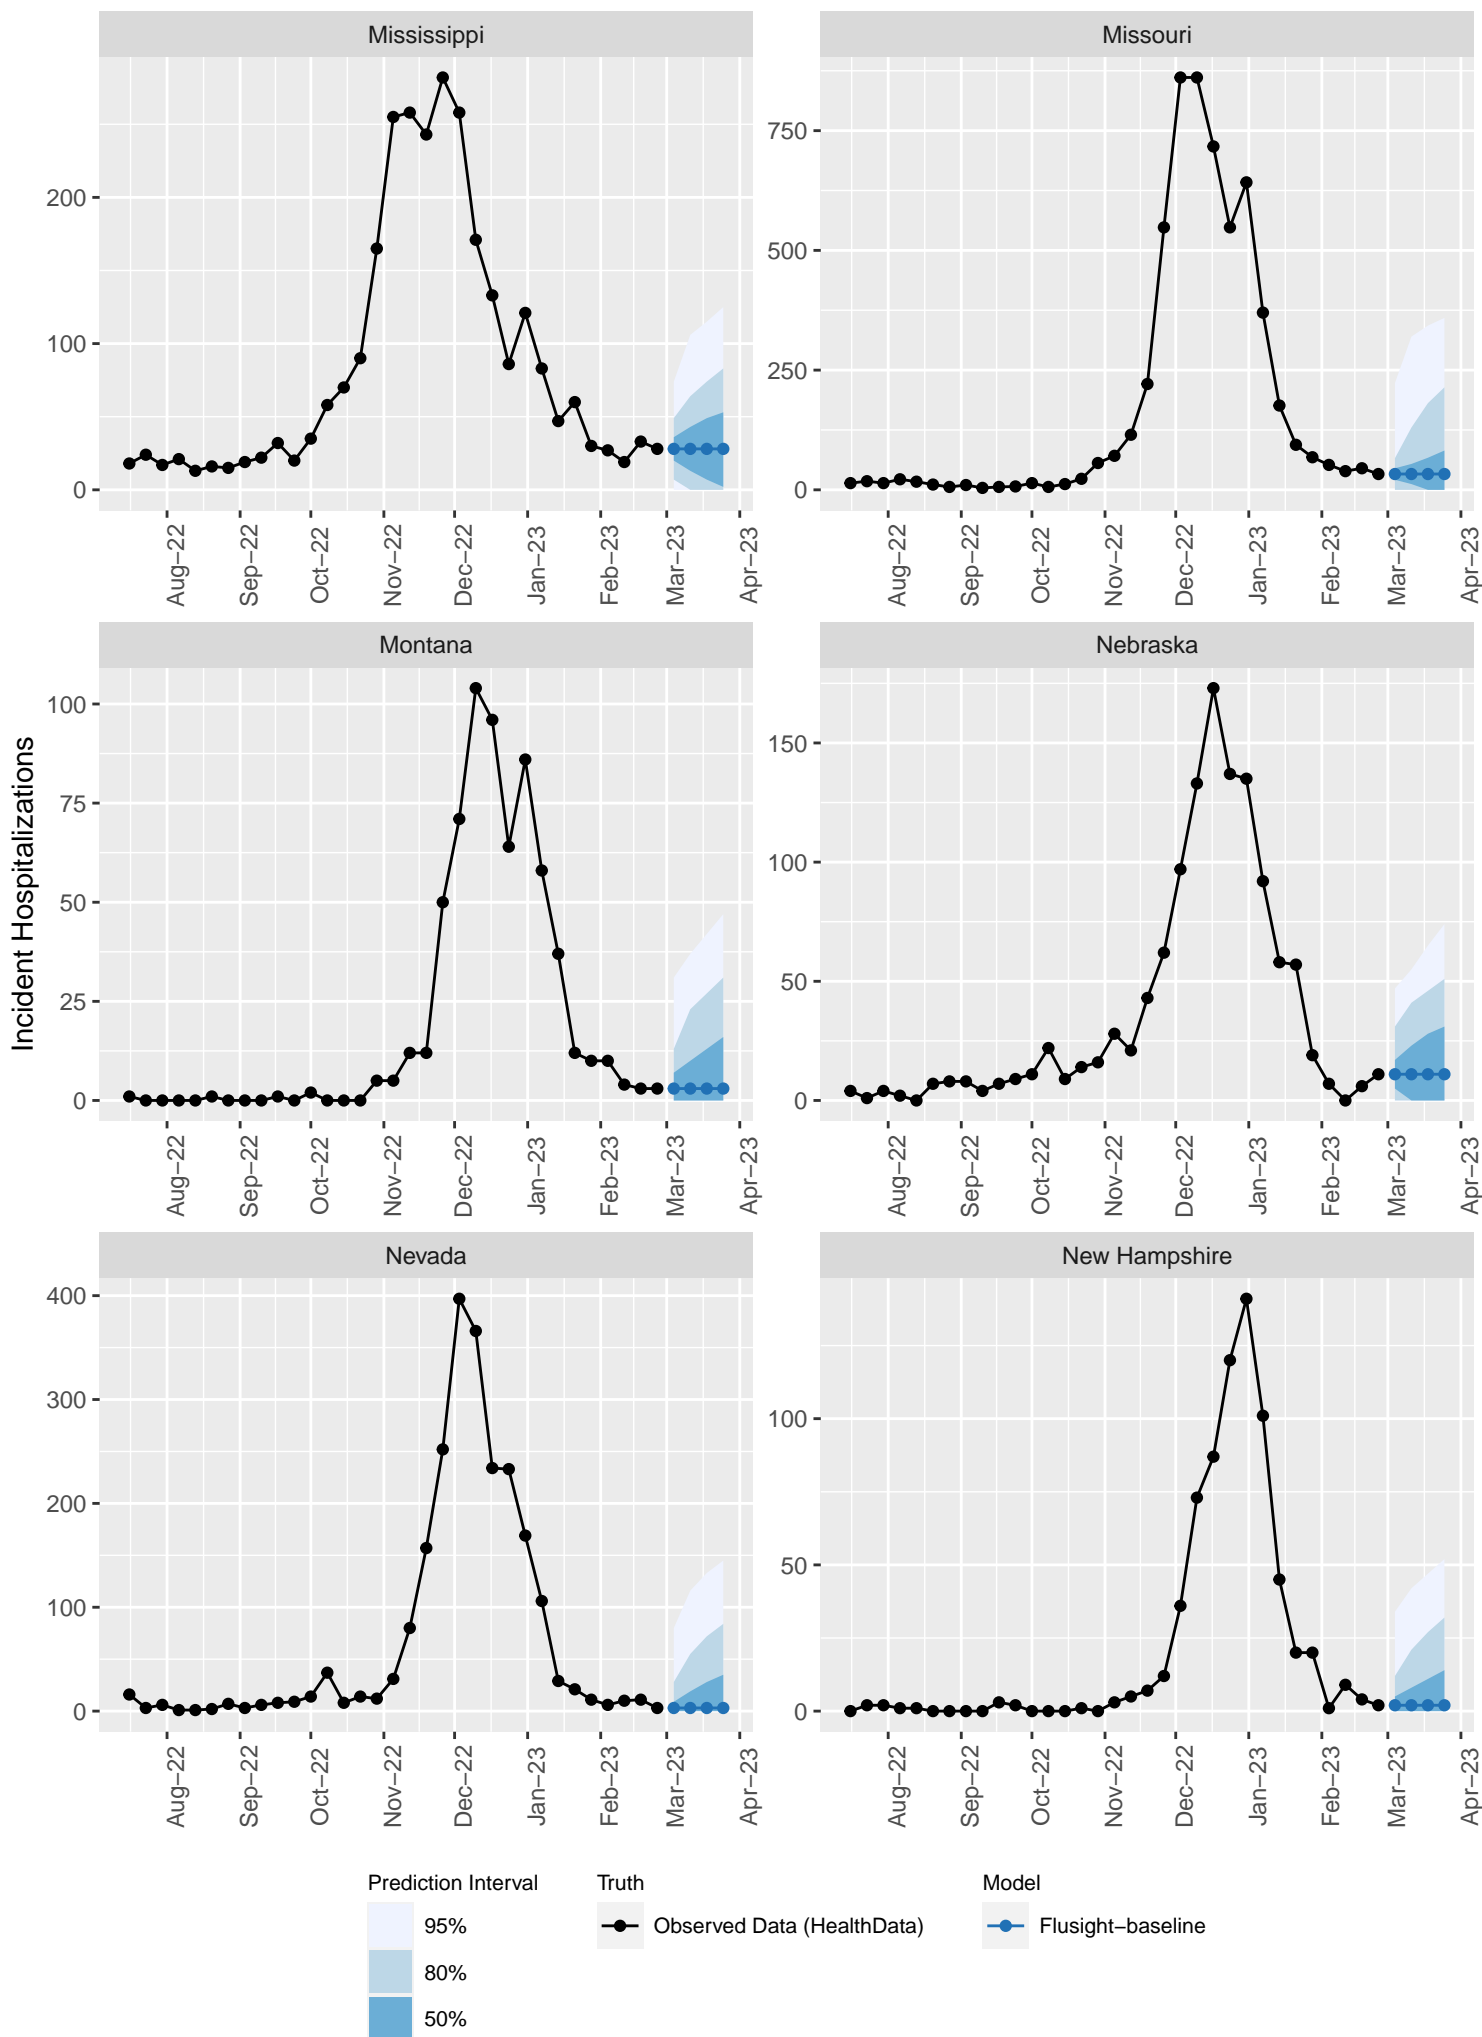 Mississippi
Missouri
200
100
0
750
500
250
0
Aug−22
Sep−22
Oct−22
Nov−22
Dec−22
Jan−23
Feb−23
Mar−23
Apr−23
Aug−22
Sep−22
Oct−22
Nov−22
Dec−22
Jan−23
Feb−23
Mar−23
Apr−23
Incident Hospitalizations
Montana
Nebraska
100
75
50
25
0
150
100
50
0
Aug−22
Sep−22
Oct−22
Nov−22
Dec−22
Jan−23
Feb−23
Mar−23
Apr−23
Aug−22
Sep−22
Oct−22
Nov−22
Dec−22
Jan−23
Feb−23
Mar−23
Apr−23
Nevada
New Hampshire
400
300
200
100
0
100
50
0
Aug−22
Sep−22
Oct−22
Nov−22
Dec−22
Jan−23
Feb−23
Mar−23
Apr−23
Aug−22
Sep−22
Oct−22
Nov−22
Dec−22
Jan−23
Feb−23
Mar−23
Apr−23
Prediction Interval
95%
80%
50%
Truth
Observed Data (HealthData)
Model
Flusight−baseline